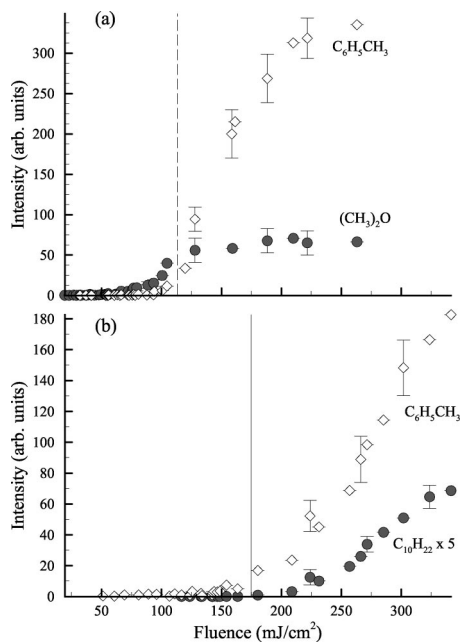 (a)
300
250
200
150
100
50
0
Intensity (arb. units)
C₆H₅CH₃
(CH₃)₂O
(b)
180
160
140
120
100
80
60
40
20
0
Intensity (arb. units)
C₆H₅CH₃
C₁₀H₂₂ x 5
50 100 150 200 250 300
Fluence (mJ/cm²)